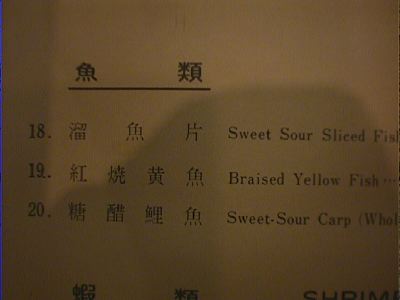 魚 類
18. 溜 魚 片 Sweet Sour Sliced Fish
19. 紅 燒 黄 魚 Braised Yellow Fish ···
20. 糖 醋 鯉 魚 Sweet-Sour Carp (Whol
蝦 類 SHRIMP